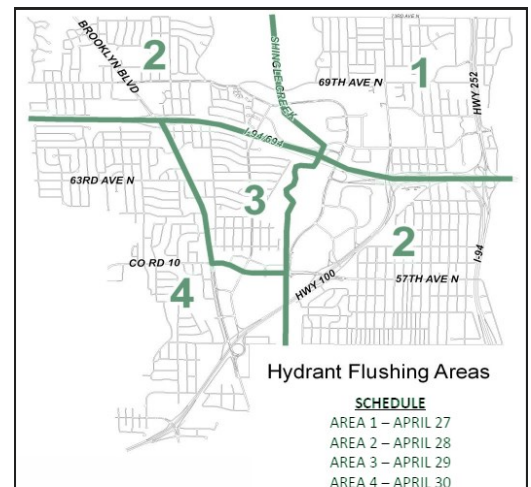 73RD AVE N
2
BROOKLYN BLVD
SHINGLE CREEK
1
69TH AVE N
HWY 252
I-94/694
63RD AVE N
3
2
CO RD 10
57TH AVE N
I-94
4
HWY 100
Hydrant Flushing Areas
SCHEDULE
AREA 1 – APRIL 27
AREA 2 – APRIL 28
AREA 3 – APRIL 29
AREA 4 – APRIL 30